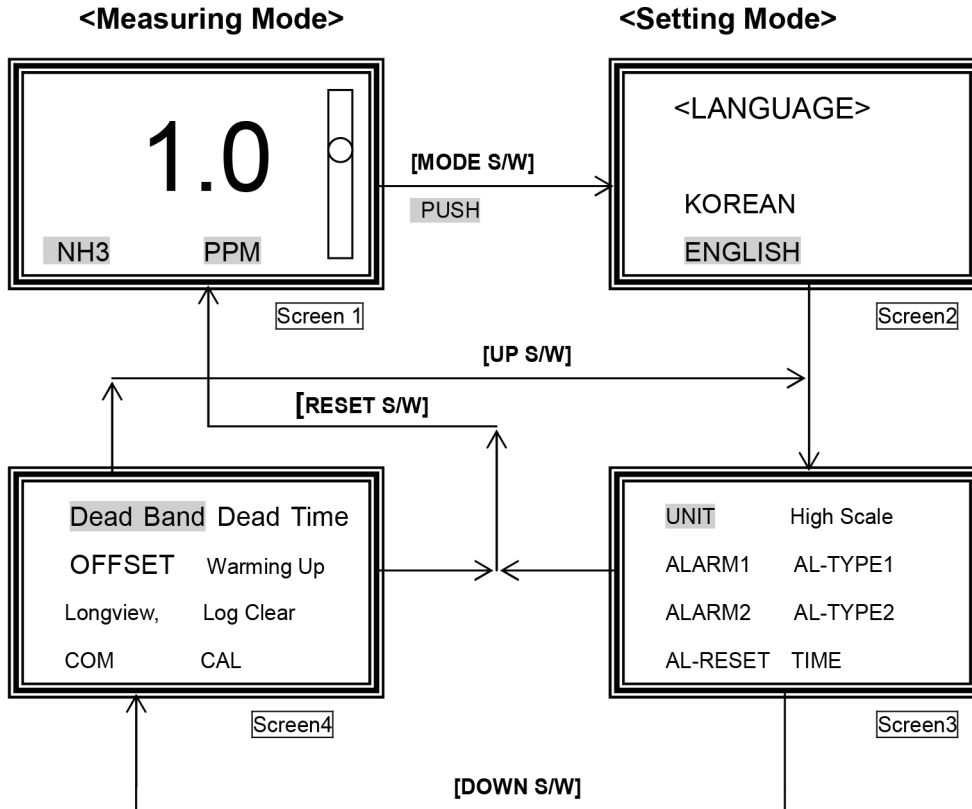 <Measuring Mode>
<Setting Mode>
1.0
NH3 PPM
Screen 1
[MODE S/W]
PUSH
<LANGUAGE>
KOREAN
ENGLISH
Screen2
[UP S/W]
[RESET S/W]
Dead Band Dead Time
OFFSET Warming Up
Longview, Log Clear
COM CAL
Screen4
UNIT High Scale
ALARM1 AL-TYPE1
ALARM2 AL-TYPE2
AL-RESET TIME
Screen3
[DOWN S/W]